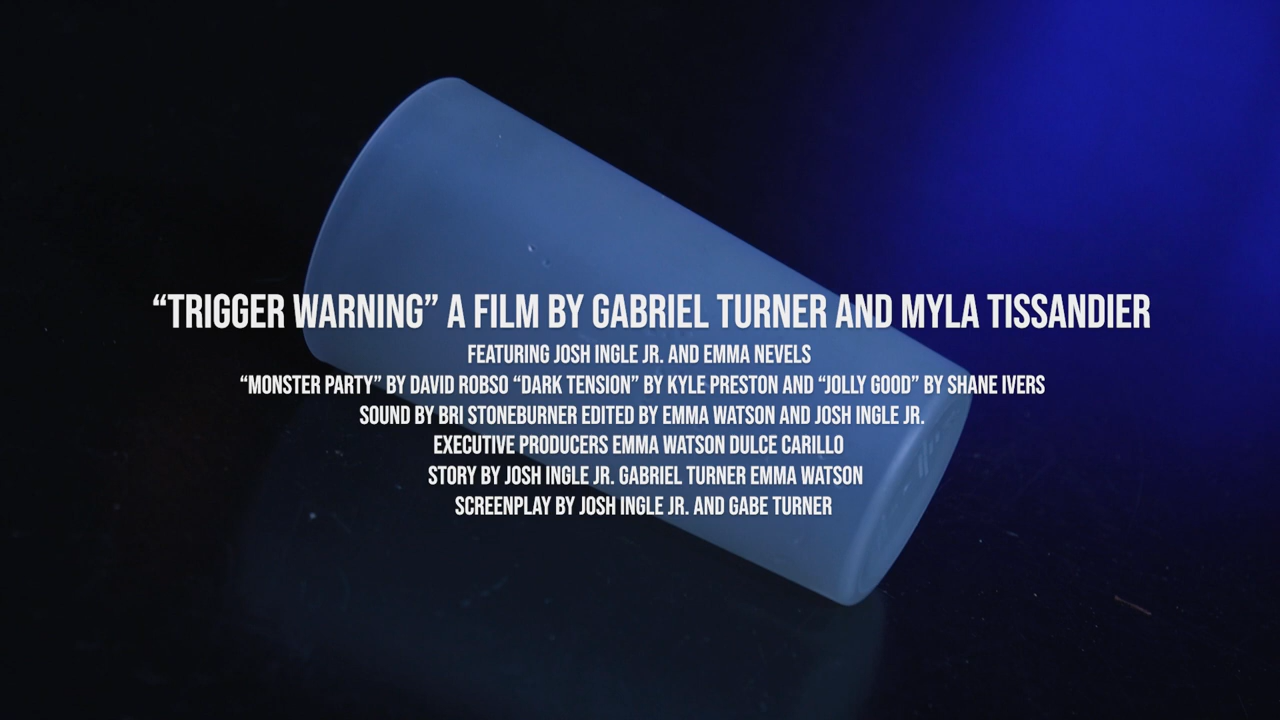 “TRIGGER WARNING” A FILM BY GABRIEL TURNER AND MYLA TISSANDIER
FEATURING JOSH INGLE JR. AND EMMA NEVELS
“MONSTER PARTY” BY DAVID ROBSO “DARK TENSION” BY KYLE PRESTON AND “JOLLY GOOD” BY SHANE IVERS
SOUND BY BRI STONEBURNER EDITED BY EMMA WATSON AND JOSH INGLE JR.
EXECUTIVE PRODUCERS EMMA WATSON DULCE CARILLO
STORY BY JOSH INGLE JR. GABRIEL TURNER EMMA WATSON
SCREENPLAY BY JOSH INGLE JR. AND GABE TURNER